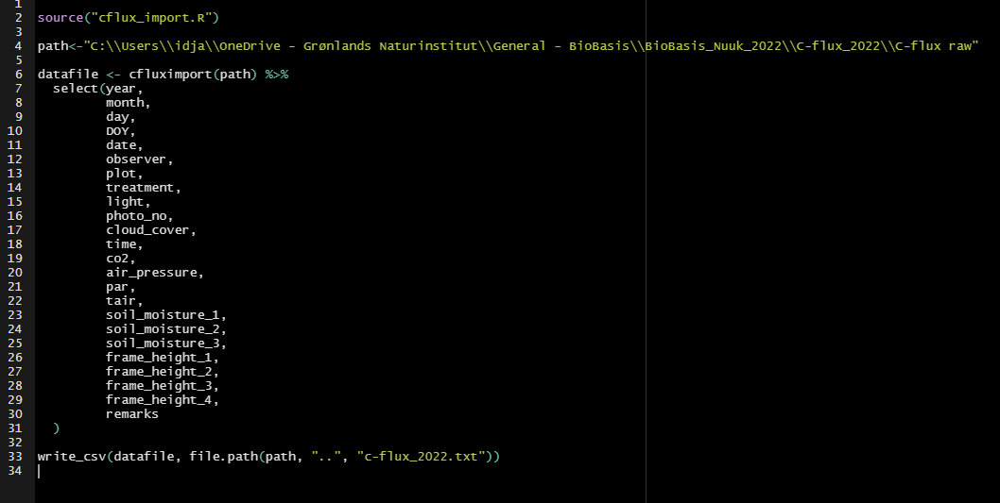 1
2 source("cflux_import.R")
3
4 path<-"C:\\Users\\idja\\OneDrive - Grønlands Naturinstitut\\General - BioBasis\\BioBasis_Nuuk_2022\\C-flux_2022\\C-flux raw"
5
6 datafile <- cfluximport(path) %>%
7   select(year,
8          month,
9          day,
10          DOY,
11          date,
12          observer,
13          plot,
14          treatment,
15          light,
16          photo_no,
17          cloud_cover,
18          time,
19          co2,
20          air_pressure,
21          par,
22          tair,
23          soil_moisture_1,
24          soil_moisture_2,
25          soil_moisture_3,
26          frame_height_1,
27          frame_height_2,
28          frame_height_3,
29          frame_height_4,
30          remarks
31   )
32
33 write_csv(datafile, file.path(path, "..", "c-flux_2022.txt"))
34